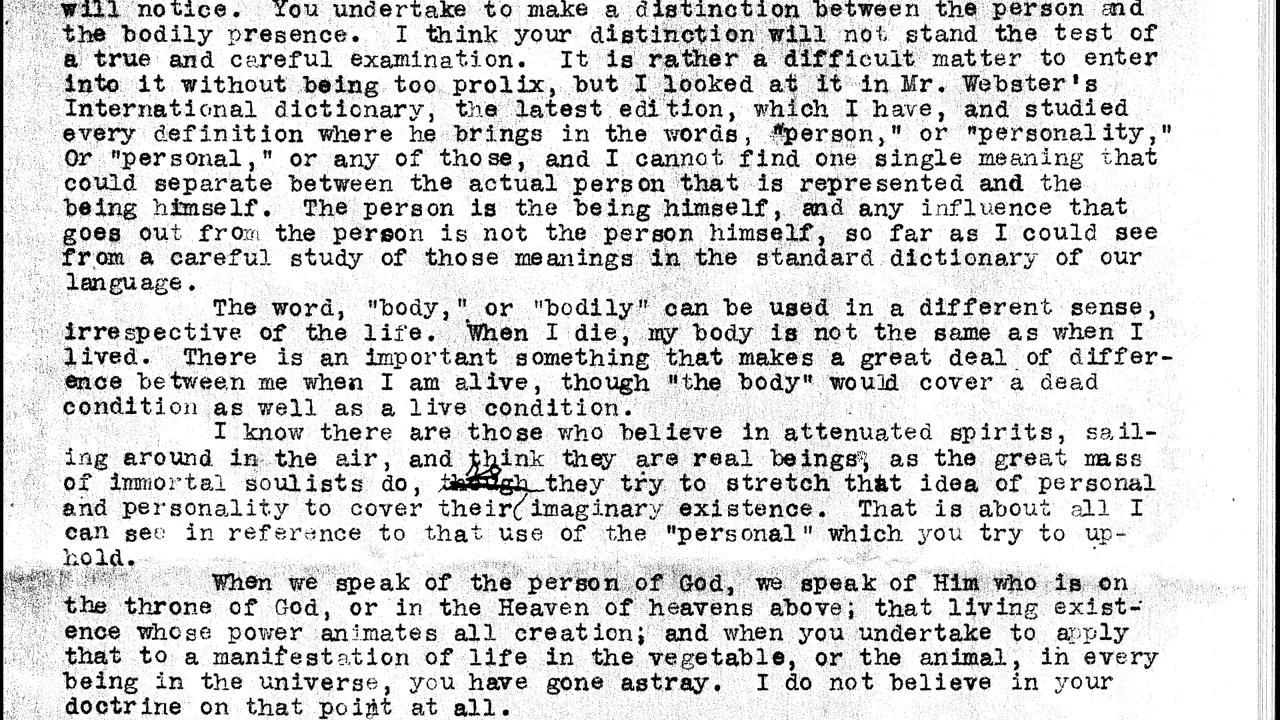 will notice. You undertake to make a distinction between the person and
the bodily presence. I think your distinction will not stand the test of
a true and careful examination. It is rather a difficult matter to enter
into it without being too prolix, but I looked at it in Mr. Webster's
International dictionary, the latest edition, which I have, and studied
every definition where he brings in the words, "person," or "personality,"
Or "personal," or any of those, and I cannot find one single meaning that
could separate between the actual person that is represented and the
being himself. The person is the being himself, and any influence that
goes out from the person is not the person himself, so far as I could see
from a careful study of those meanings in the standard dictionary of our
language.
The word, "body," or "bodily" can be used in a different sense,
irrespective of the life. When I die, my body is not the same as when I
lived. There is an important something that makes a great deal of differ-
ence between me when I am alive, though "the body" would cover a dead
condition as well as a live condition.
I know there are those who believe in attenuated spirits, sail-
ing around in the air, and think they are real beings, as the great mass
of immortal soulists do, they try to stretch that idea of personal
and personality to cover their imaginary existence. That is about all I
can see in reference to that use of the "personal" which you try to up-
hold.
When we speak of the person of God, we speak of Him who is on
the throne of God, or in the Heaven of heavens above; that living exist-
ence whose power animates all creation; and when you undertake to apply
that to a manifestation of life in the vegetable, or the animal, in every
being in the universe, you have gone astray. I do not believe in your
doctrine on that point at all.